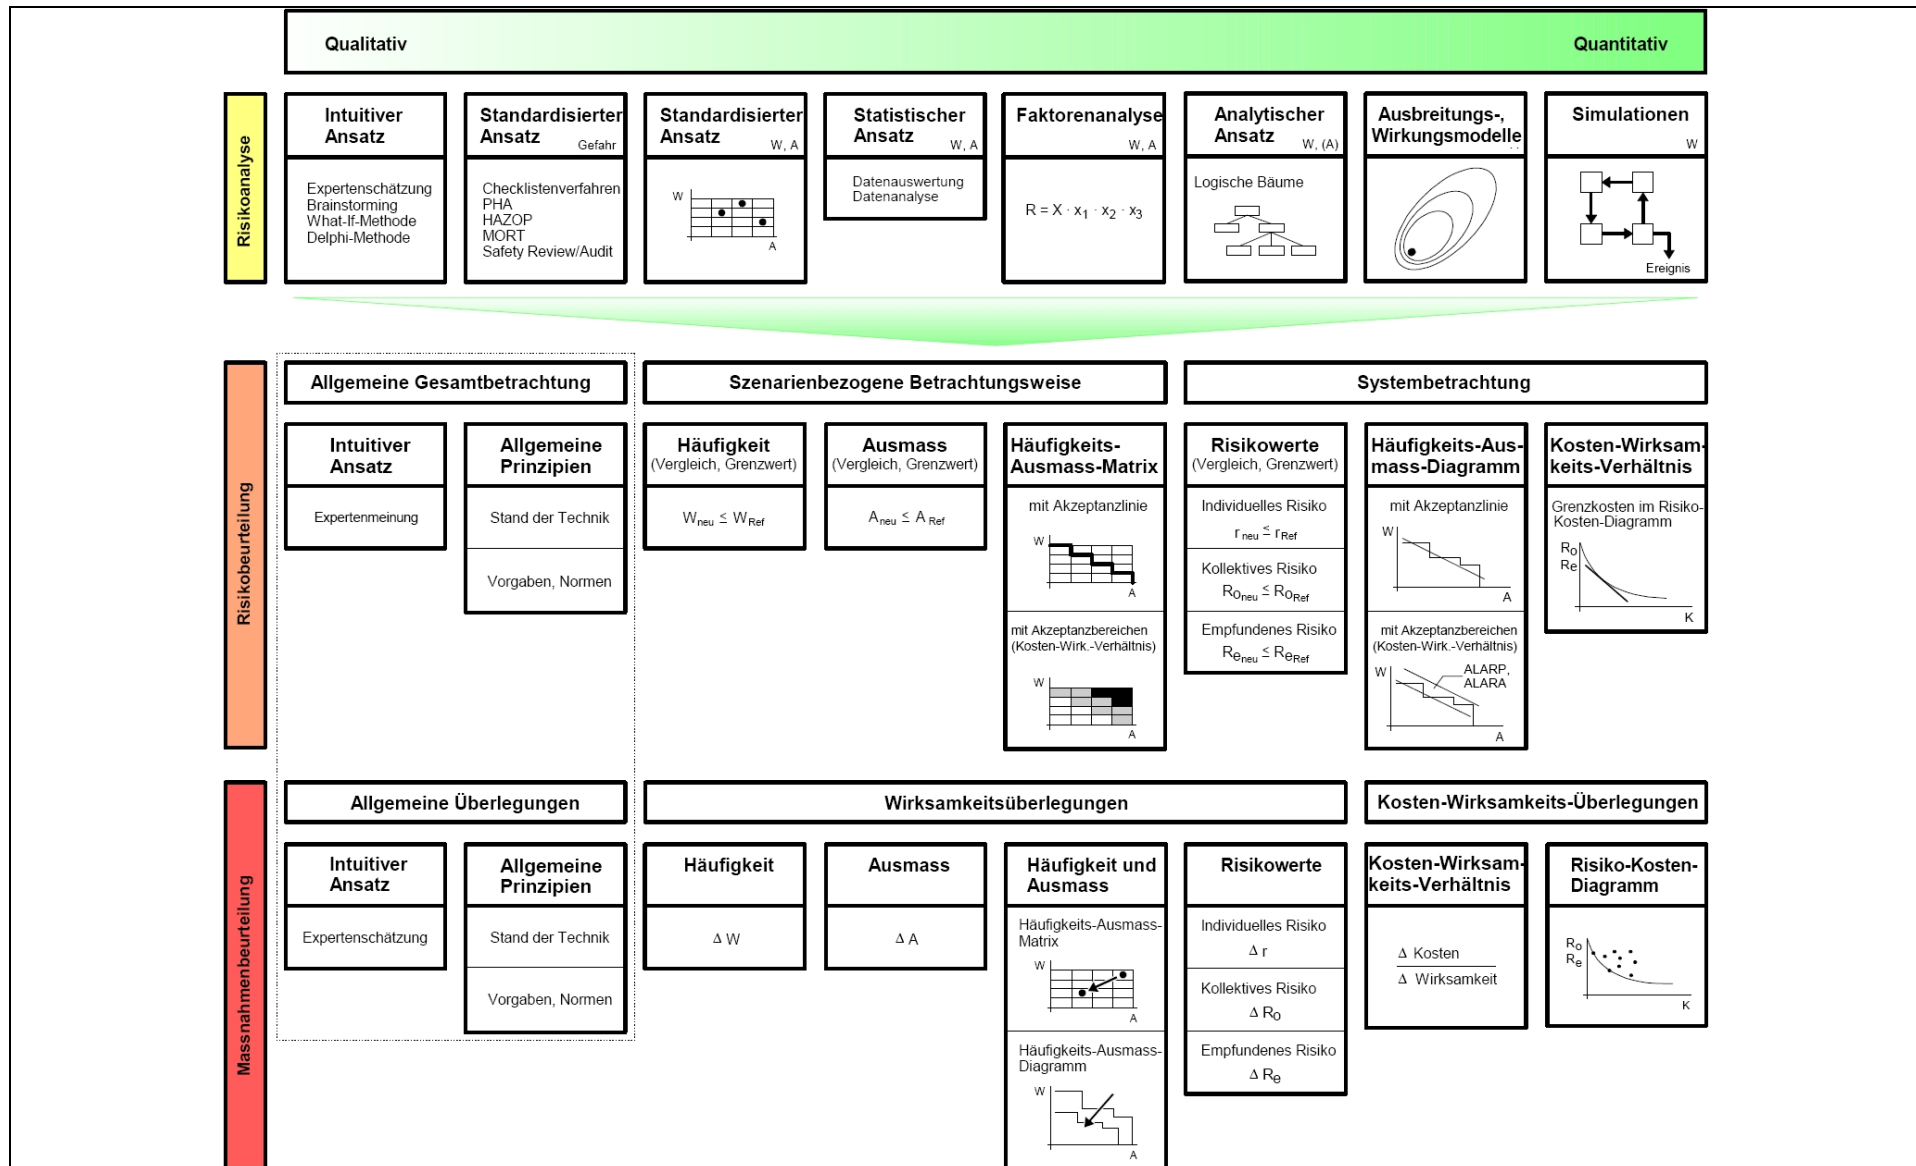 Qualitativ
Quantitativ
Risikoanalyse
Intuitiver
Ansatz
Expertenschätzung
Brainstorming
What-If-Methode
Delphi-Methode
Standardisierter
Ansatz
Gefahr
Checklistenverfahren
PHA
HAZOP
MORT
Safety Review/Audit
Standardisierter
Ansatz
W, A
W
A
Statistischer
Ansatz
W, A
Datenauswertung
Datenanalyse
Faktorenanalyse
W, A
R = X · x1 · x2 · x3
Analytischer
Ansatz
W, (A)
Logische Bäume
Ausbreitungs-,
Wirkungsmodelle
Simulationen
W
Ereignis
Risikobeurteilung
Allgemeine Gesamtbetrachtung
Szenarienbezogene Betrachtungsweise
Systembetrachtung
Intuitiver
Ansatz
Expertenmeinung
Allgemeine
Prinzipien
Stand der Technik
Vorgaben, Normen
Häufigkeit
(Vergleich, Grenzwert)
Wneu ≤ WRef
Ausmass
(Vergleich, Grenzwert)
Aneu ≤ ARef
Häufigkeits-
Ausmass-Matrix
mit Akzeptanzlinie
W
A
mit Akzeptanzbereichen
(Kosten-Wirk.-Verhältnis)
W
A
Risikowerte
(Vergleich, Grenzwert)
Individuelles Risiko
rneu ≤ rRef
Kollektives Risiko
Roneu ≤ RoRef
Empfundenes Risiko
Reneu ≤ ReRef
Häufigkeits-Aus-
mass-Diagramm
mit Akzeptanzlinie
W
A
mit Akzeptanzbereichen
(Kosten-Wirk.-Verhältnis)
W
ALARP,
ALARA
A
Kosten-Wirksam-
keits-Verhältnis
Grenzkosten im Risiko-
Kosten-Diagramm
Ro
Re
K
Massnahmenbeurteilung
Allgemeine Überlegungen
Wirksamkeitsüberlegungen
Kosten-Wirksamkeits-Überlegungen
Intuitiver
Ansatz
Expertenschätzung
Allgemeine
Prinzipien
Stand der Technik
Vorgaben, Normen
Häufigkeit
Δ W
Ausmass
Δ A
Häufigkeit und
Ausmass
Häufigkeits-Ausmass-
Matrix
W
A
Häufigkeits-Ausmass-
Diagramm
W
A
Risikowerte
Individuelles Risiko
Δ r
Kollektives Risiko
Δ Ro
Empfundenes Risiko
Δ Re
Kosten-Wirksam-
keits-Verhältnis
Δ Kosten
Δ Wirksamkeit
Risiko-Kosten-
Diagramm
Ro
Re
K